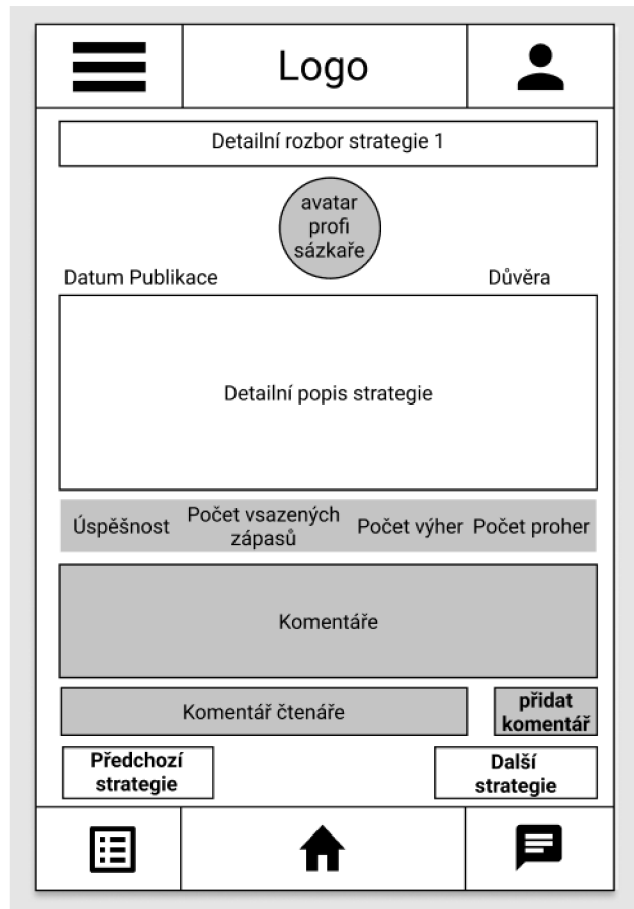 Logo
Detailní rozbor strategie 1
avatar
profi
sázkaře
Datum Publikace
Důvěra
Detailní popis strategie
Úspěšnost
Počet vsazených
zápasů
Počet výher
Počet proher
Komentáře
Komentář čtenáře
přidat
komentář
Předchozí
strategie
Další
strategie